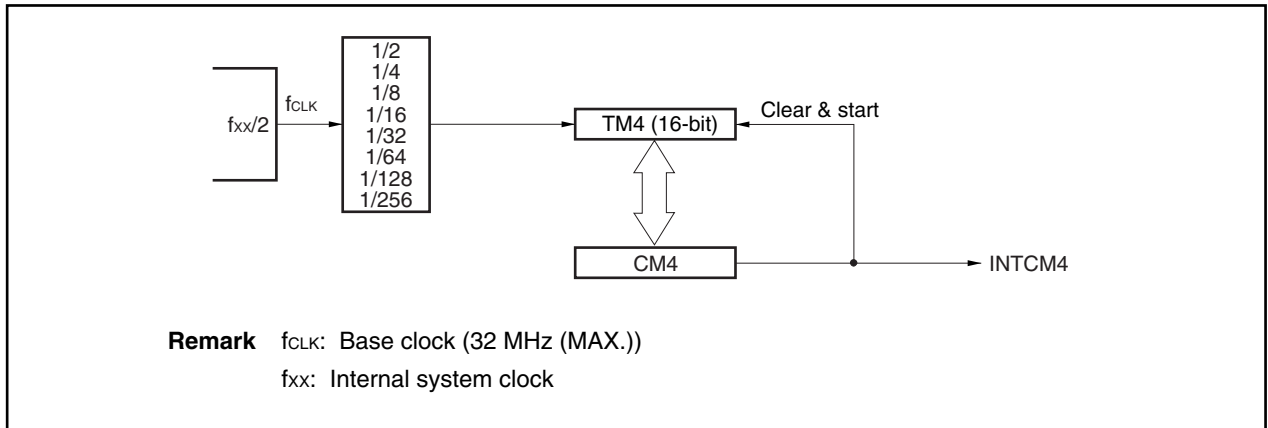 fxx/2
fCLK
1/2
1/4
1/8
1/16
1/32
1/64
1/128
1/256
TM4 (16-bit)
Clear & start
CM4
INTCM4
Remark fCLK: Base clock (32 MHz (MAX.))
fxx: Internal system clock